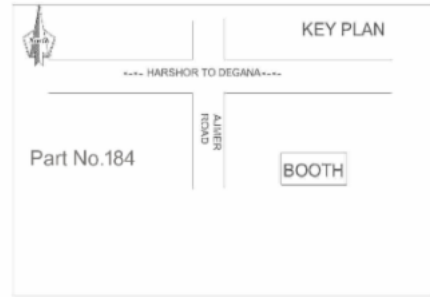 KEY PLAN
-·-·- HARSHOR TO DEGANA-·-·-
AJMER
ROAD
Part No.184
BOOTH